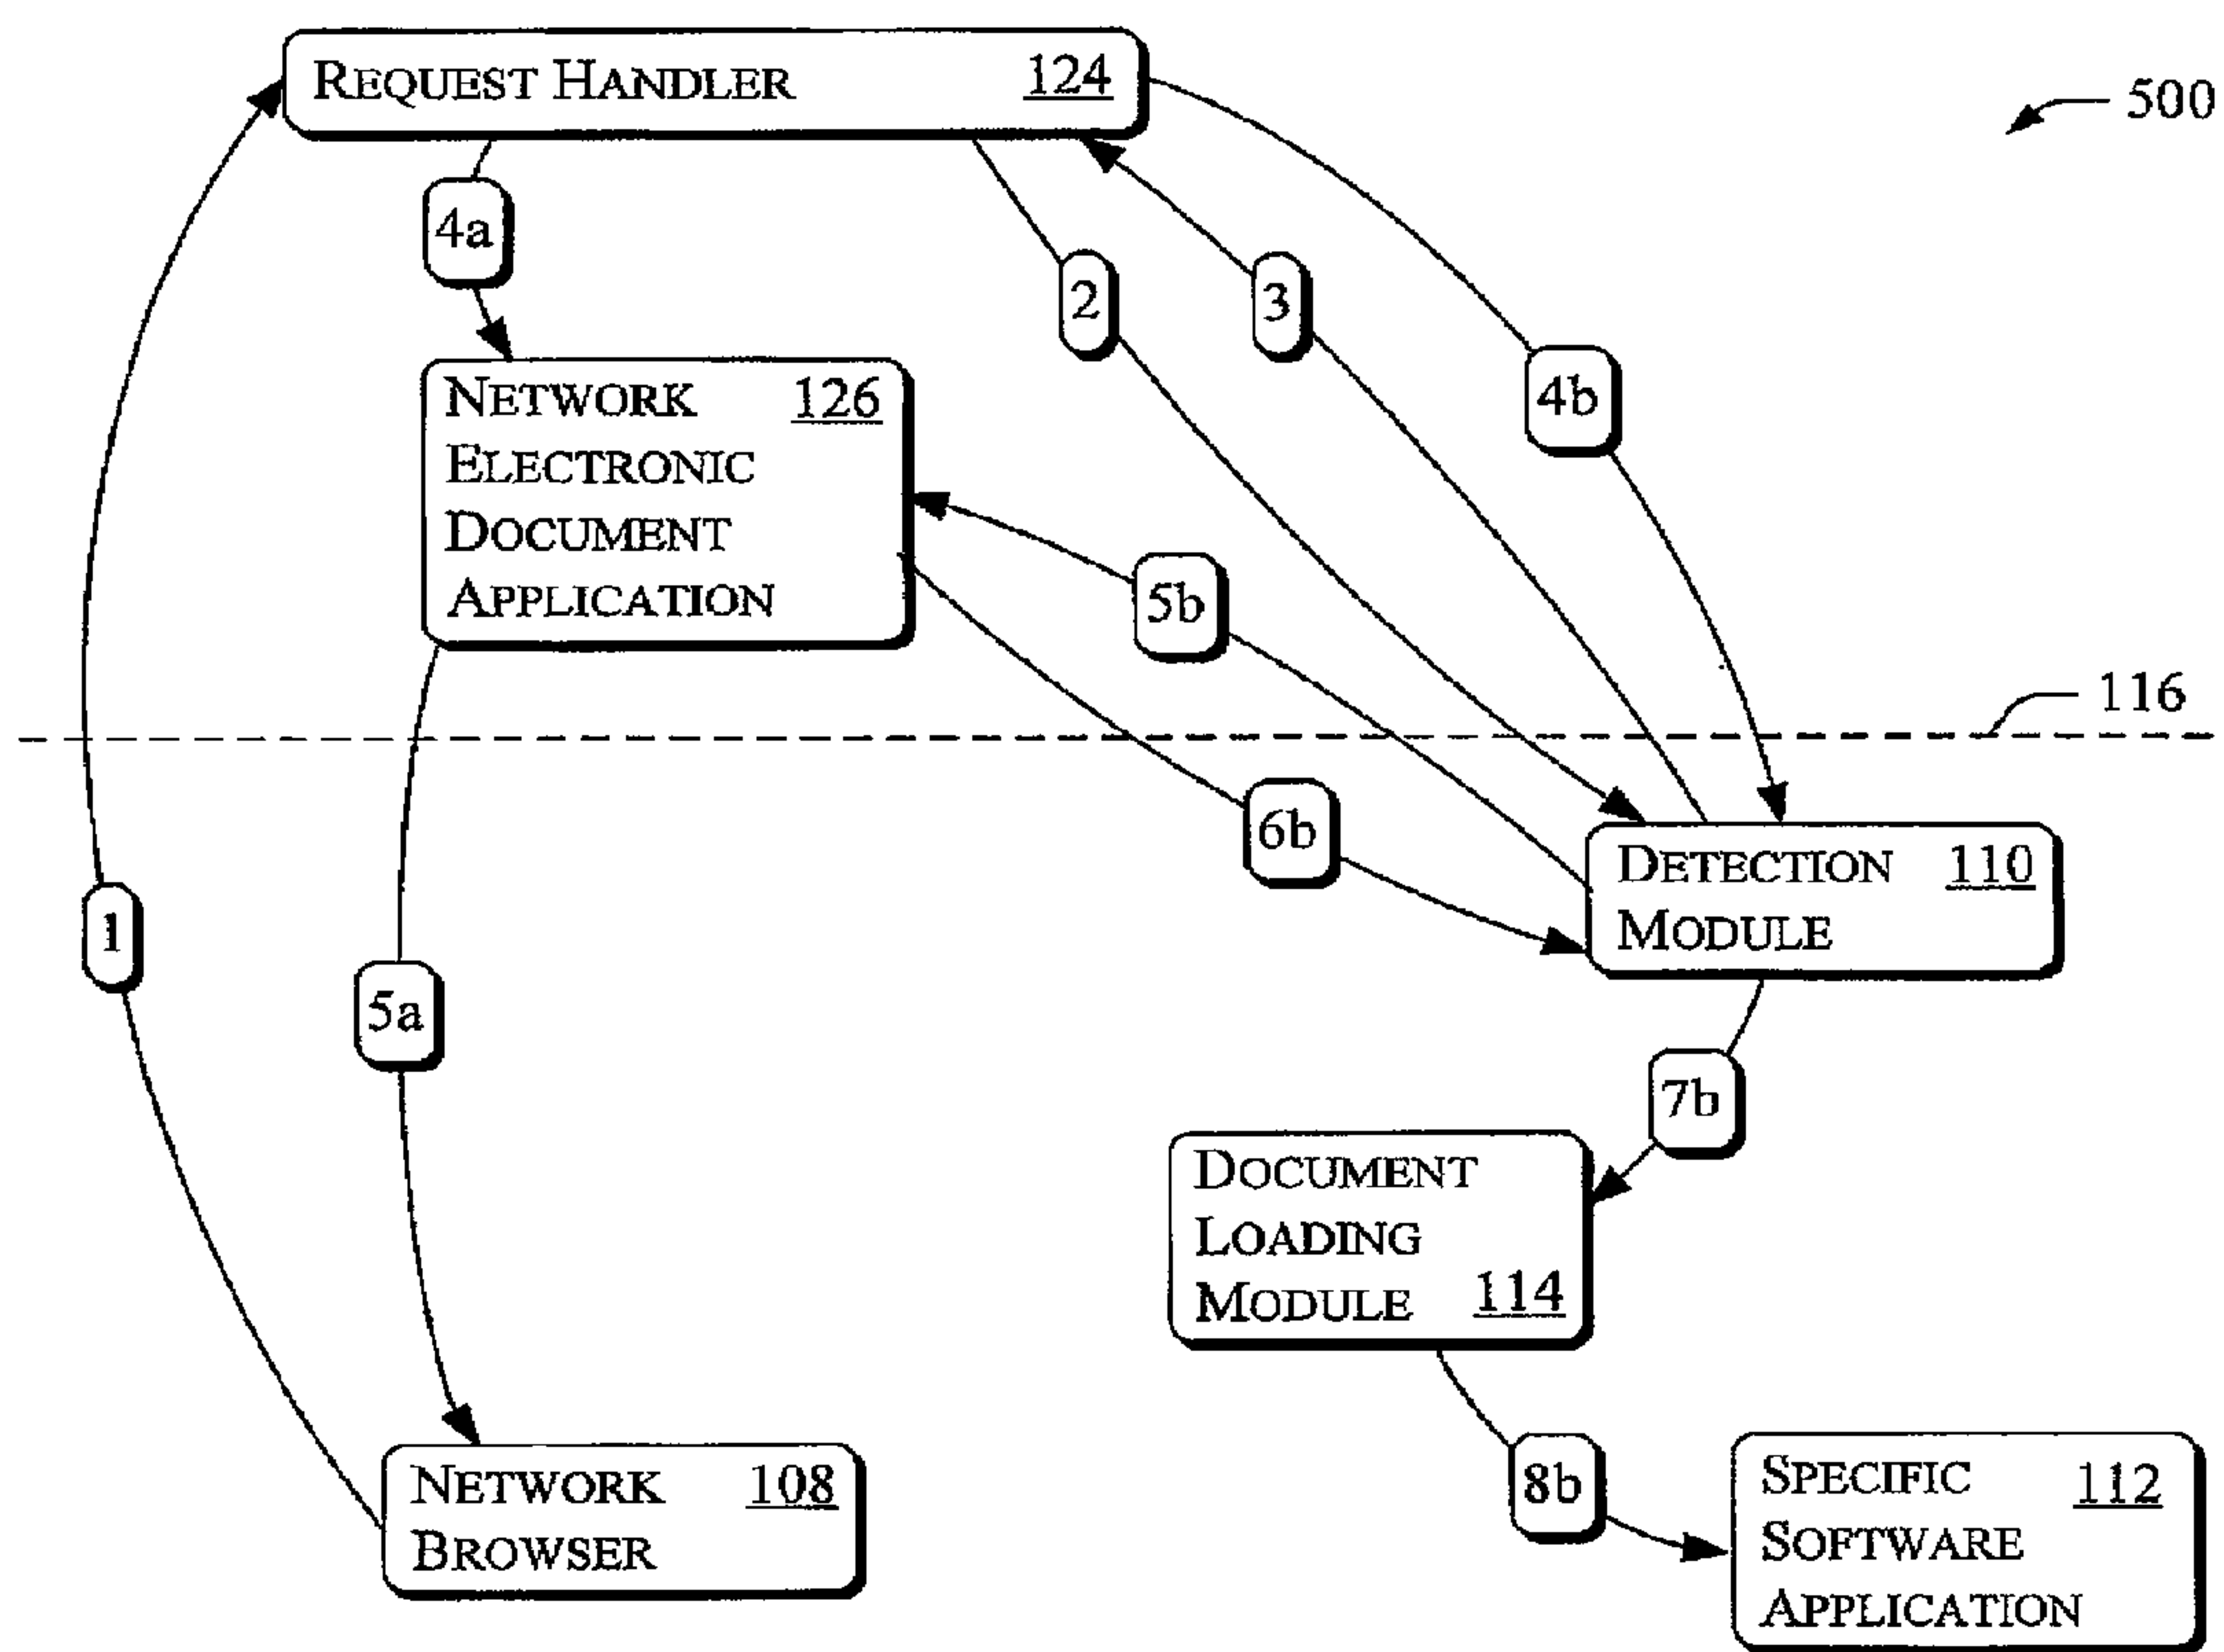 REQUEST HANDLER 124
500
4a
2
3
4b
NETWORK 126
ELECTRONIC
DOCUMENT
APPLICATION
5b
116
6b
DETECTION 110
MODULE
1
5a
7b
DOCUMENT
LOADING
MODULE 114
8b
NETWORK 108
BROWSER
SPECIFIC 112
SOFTWARE
APPLICATION